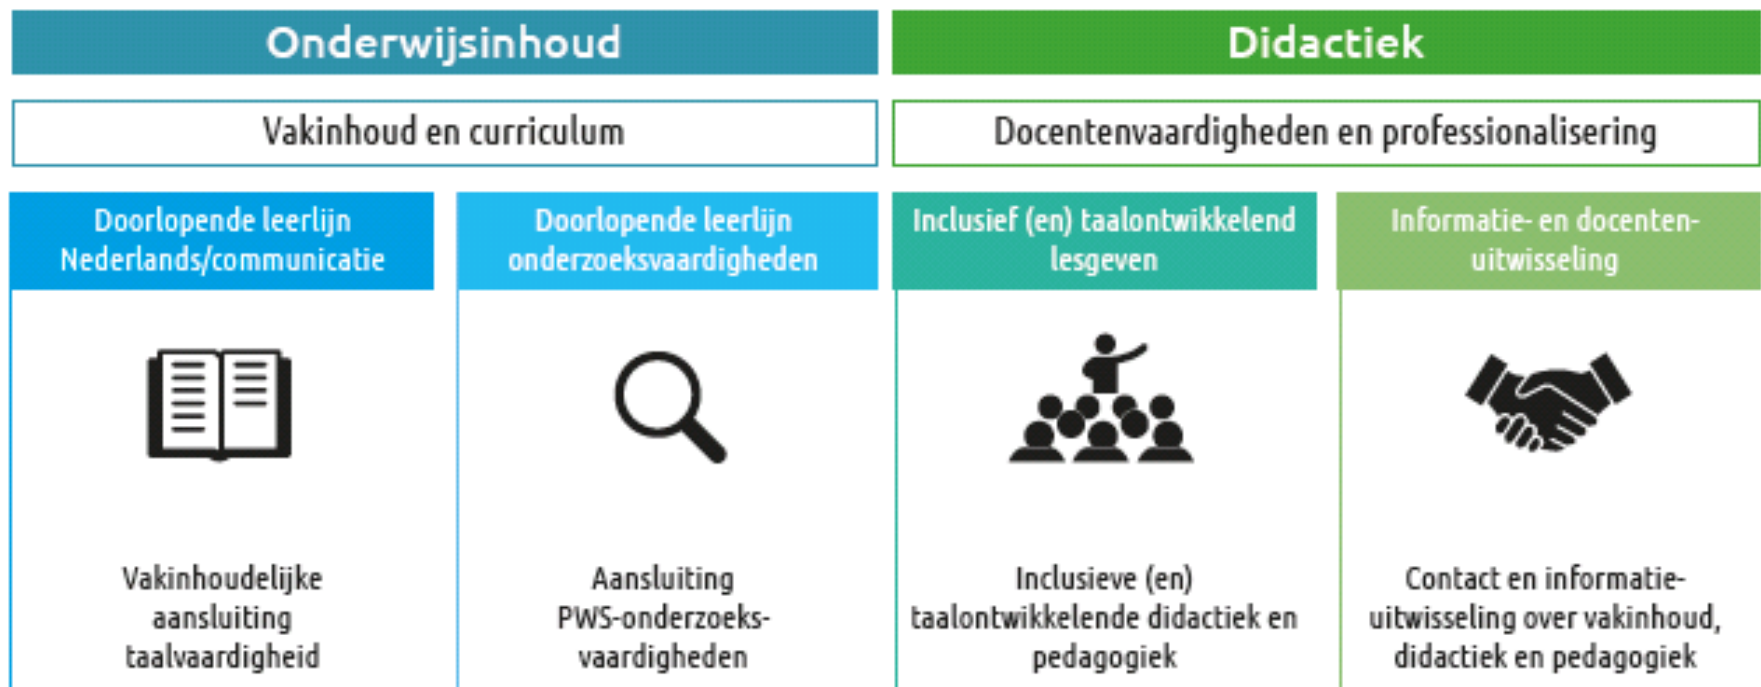 Onderwijsinhoud
Didactiek
Vakinhoud en curriculum
Docentenvaardigheden en professionalisering
Doorlopende leerlijn
Nederlands/communicatie
Doorlopende leerlijn
onderzoeksvaardigheden
Inclusief (en) taalontwikkelend
lesgeven
Informatie- en docenten-
uitwisseling
Vakinhoudelijke
aansluiting
taalvaardigheid
Aansluiting
PWS-onderzoeks-
vaardigheden
Inclusieve (en)
taalontwikkelende didactiek en
pedagogiek
Contact en informatie-
uitwisseling over vakinhoud,
didactiek en pedagogiek